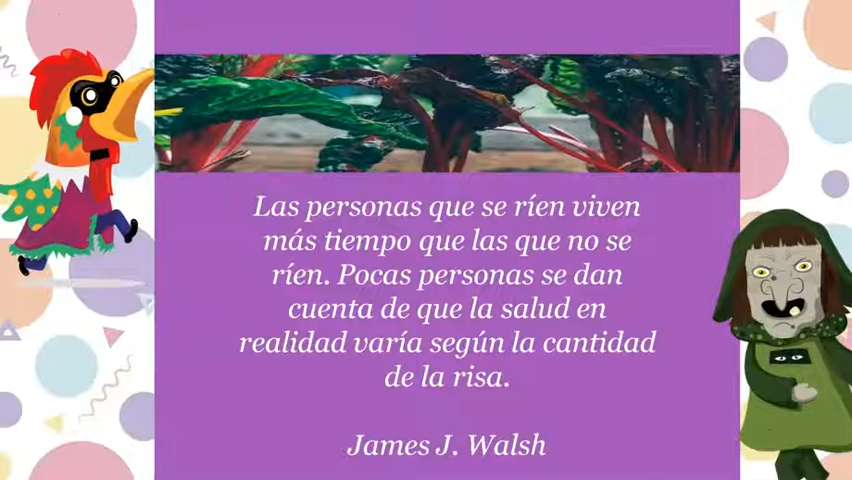 Las personas que se ríen viven
más tiempo que las que no se
ríen. Pocas personas se dan
cuenta de que la salud en
realidad varía según la cantidad
de la risa.
James J. Walsh